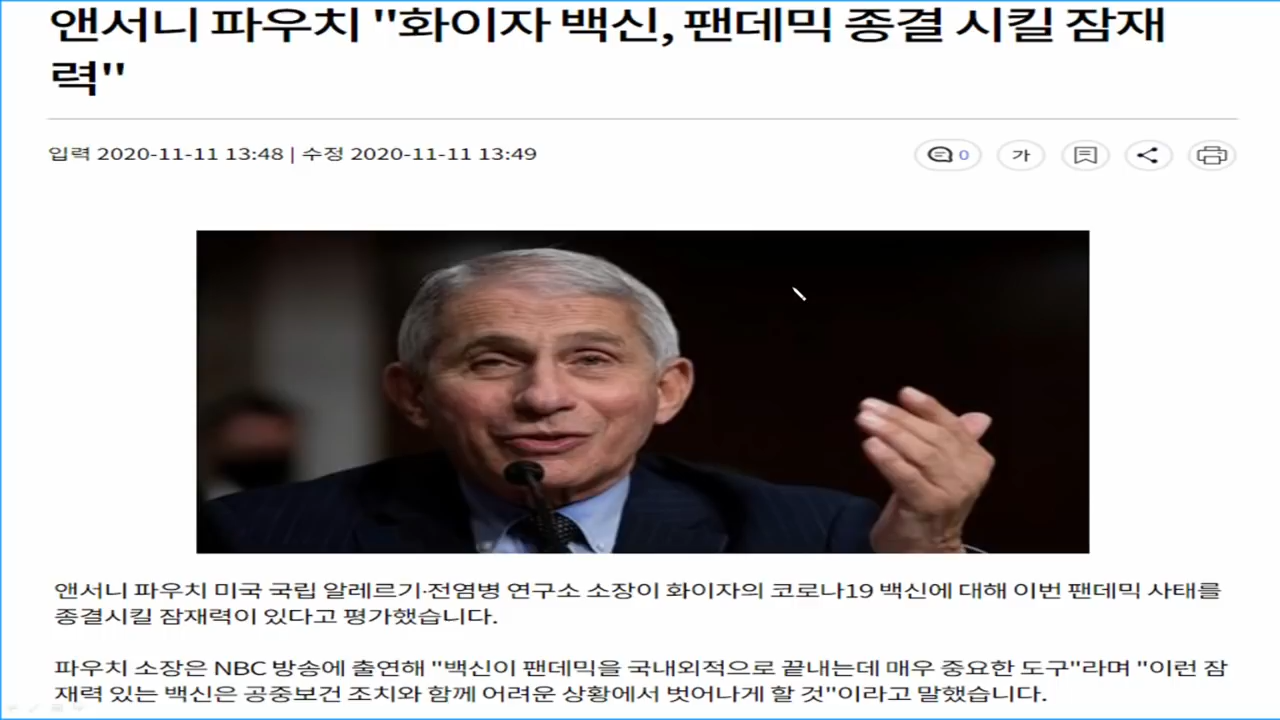 앤서니 파우치 "화이자 백신, 팬데믹 종결 시킬 잠재
력"
입력 2020-11-11 13:48 | 수정 2020-11-11 13:49
0
가
앤서니 파우치 미국 국립 알레르기·전염병 연구소 소장이 화이자의 코로나19 백신에 대해 이번 팬데믹 사태를
종결시킬 잠재력이 있다고 평가했습니다.
파우치 소장은 NBC 방송에 출연해 "백신이 팬데믹을 국내외적으로 끝내는데 매우 중요한 도구"라며 "이런 잠
재력 있는 백신은 공중보건 조치와 함께 어려운 상황에서 벗어나게 할 것"이라고 말했습니다.